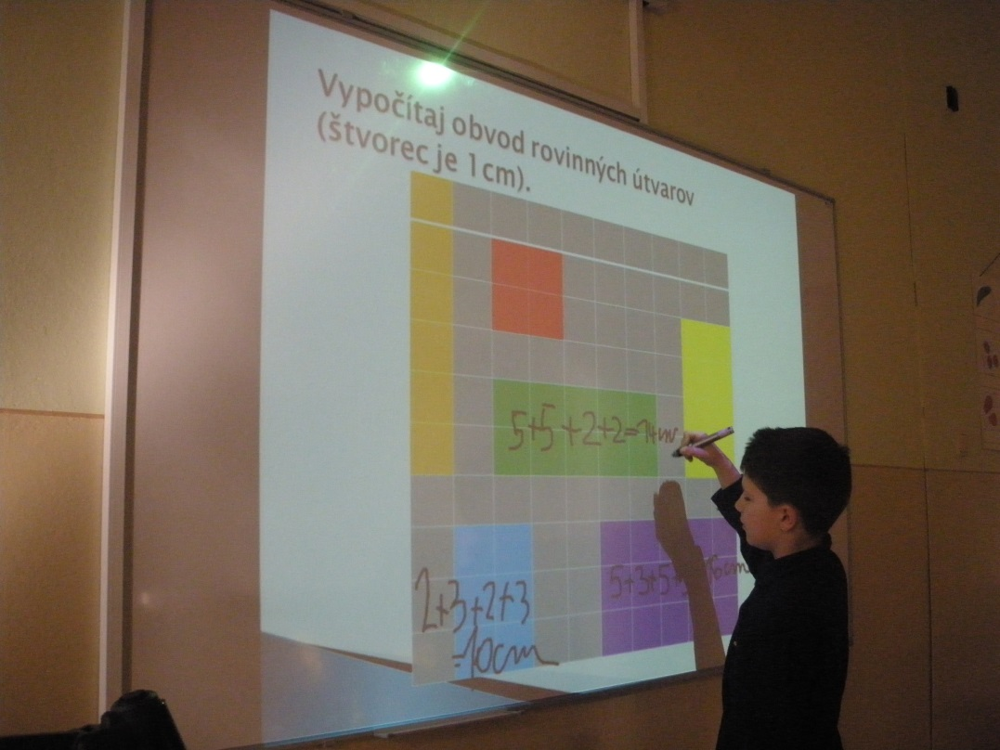 Vypočítaj obvod rovinných útvarov
(štvorec je 1cm).
5+5+2+2=14cm
2+3+2+3
=10cm
5+3+5+3=16cm